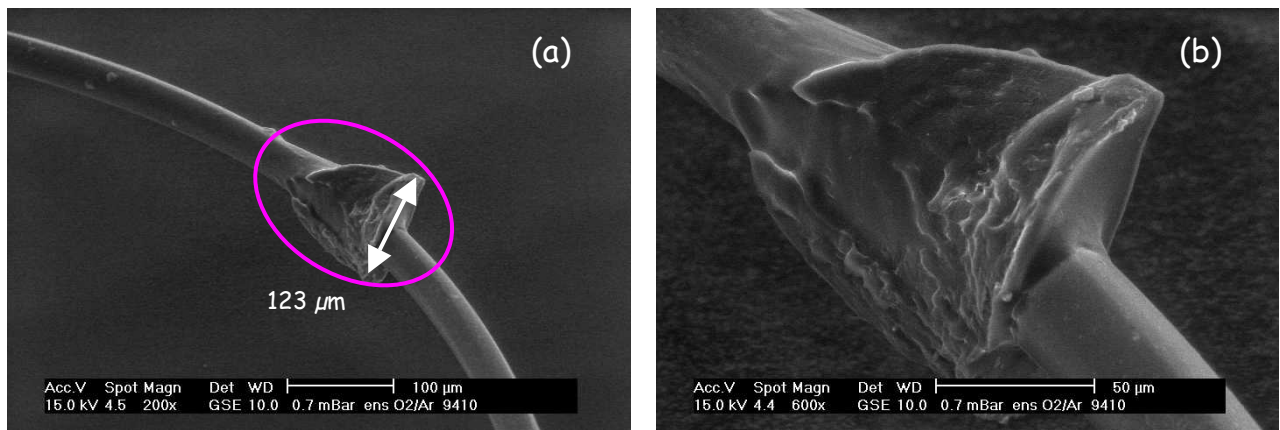 (a)
123 µm
Acc.V Spot Magn Det WD 100 µm
15.0 kV 4.5 200x GSE 10.0 0.7 mBar ens O2/Ar 9410
(b)
Acc.V Spot Magn Det WD 50 µm
15.0 kV 4.4 600x GSE 10.0 0.7 mBar ens O2/Ar 9410